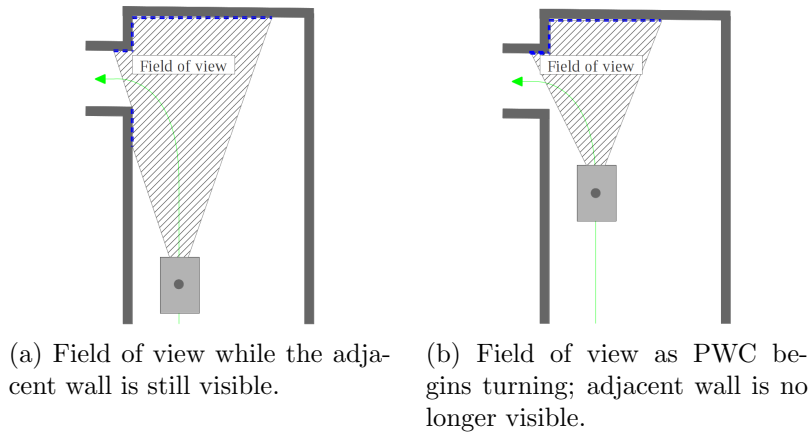 Field of view
Field of view
(a) Field of view while the adja-
cent wall is still visible.
(b) Field of view as PWC be-
gins turning; adjacent wall is no
longer visible.